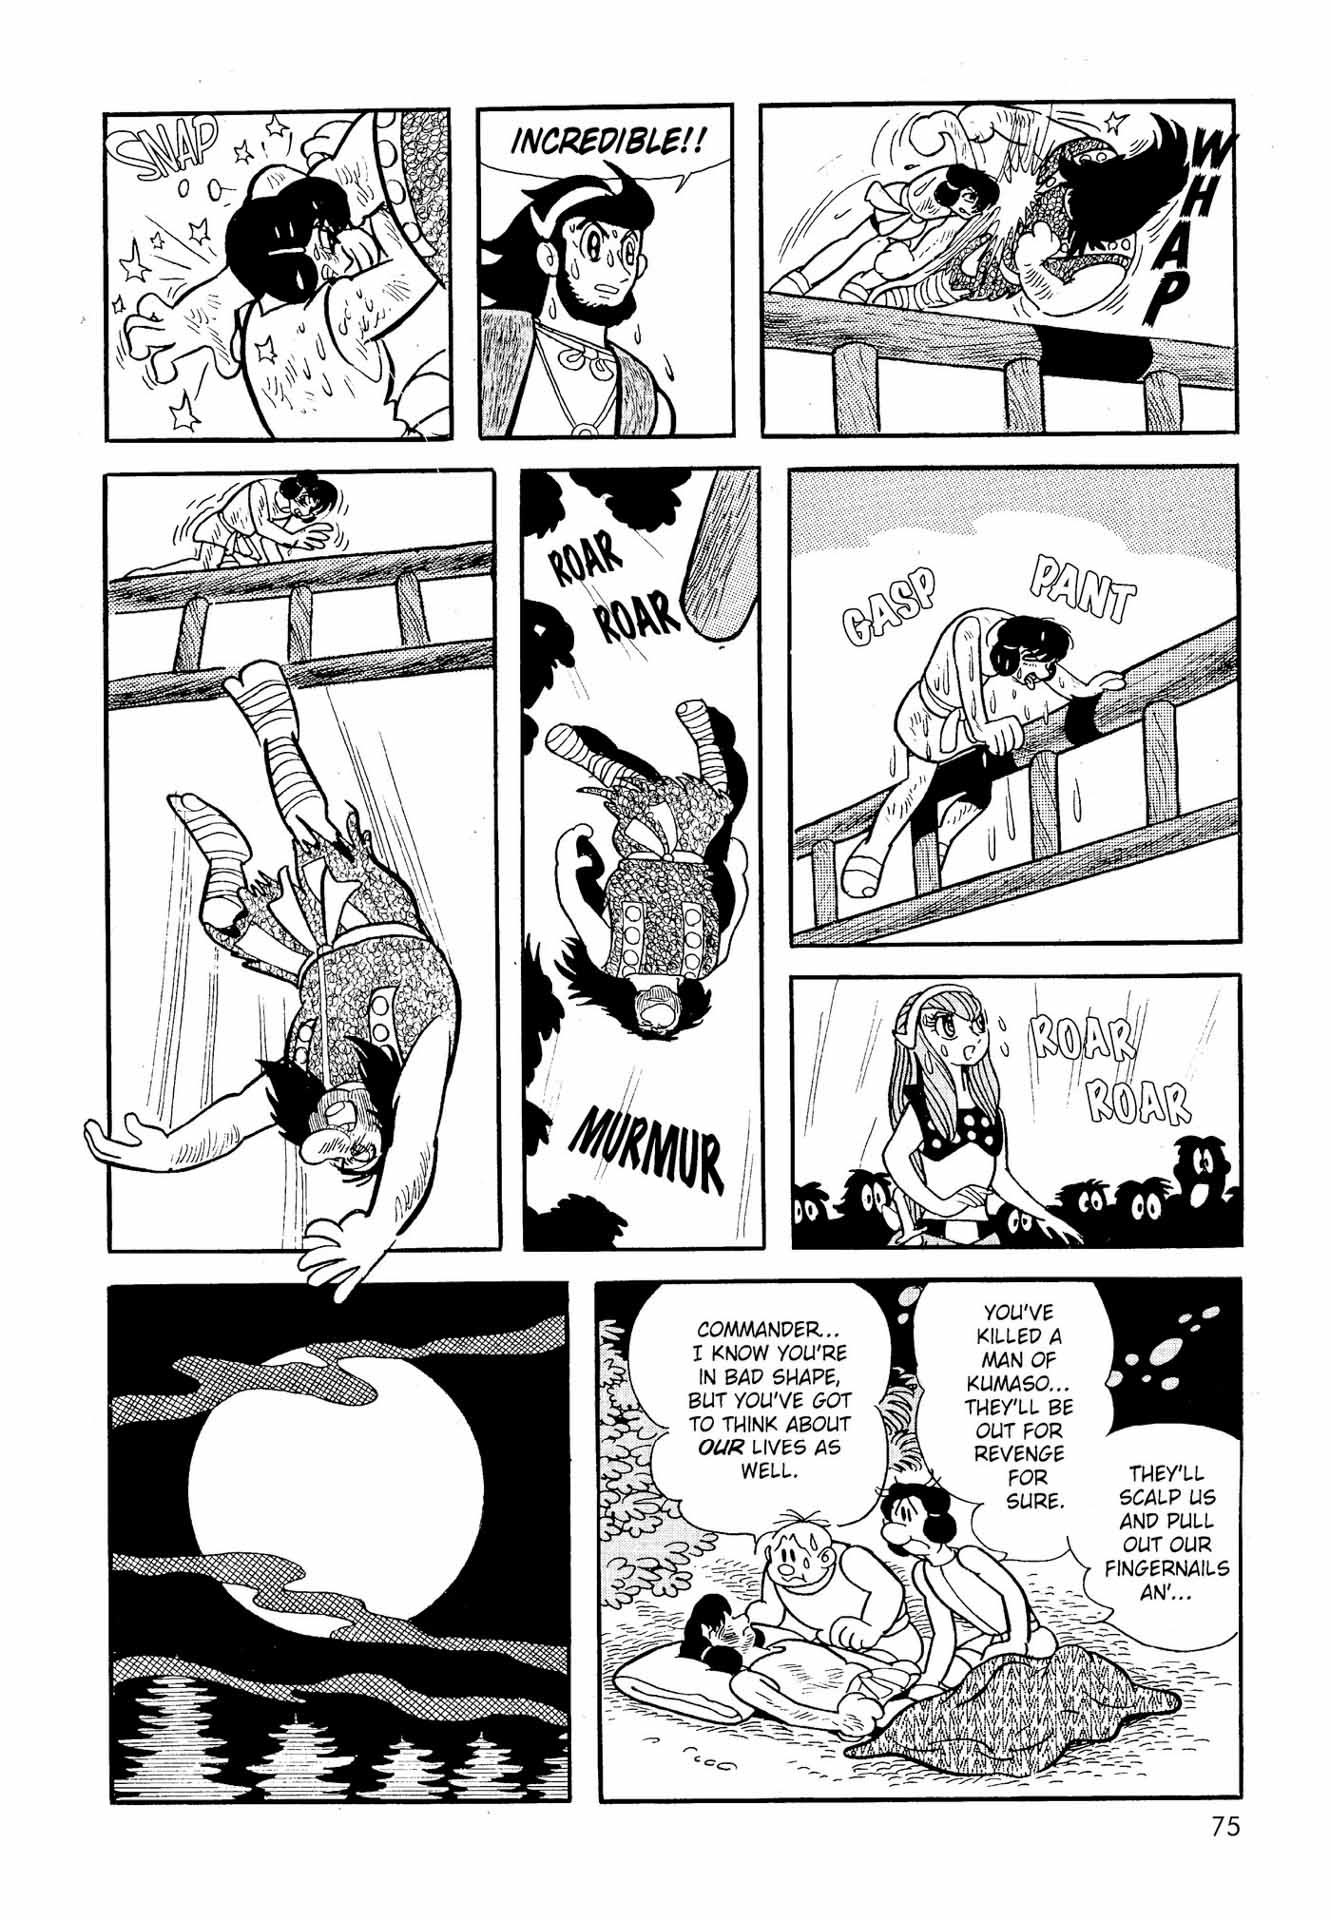 SNAP
INCREDIBLE!!
WHAP
ROAR
ROAR
MURMUR
GASP
PANT
ROAR
ROAR
COMMANDER...
I KNOW YOU'RE
IN BAD SHAPE,
BUT YOU'VE GOT
TO THINK ABOUT
OUR LIVES AS
WELL.
YOU'VE
KILLED A
MAN OF
KUMASO...
THEY'LL BE
OUT FOR
REVENGE
FOR
SURE.
THEY'LL
SCALP US
AND PULL
OUT OUR
FINGERNAILS
AN'...
75